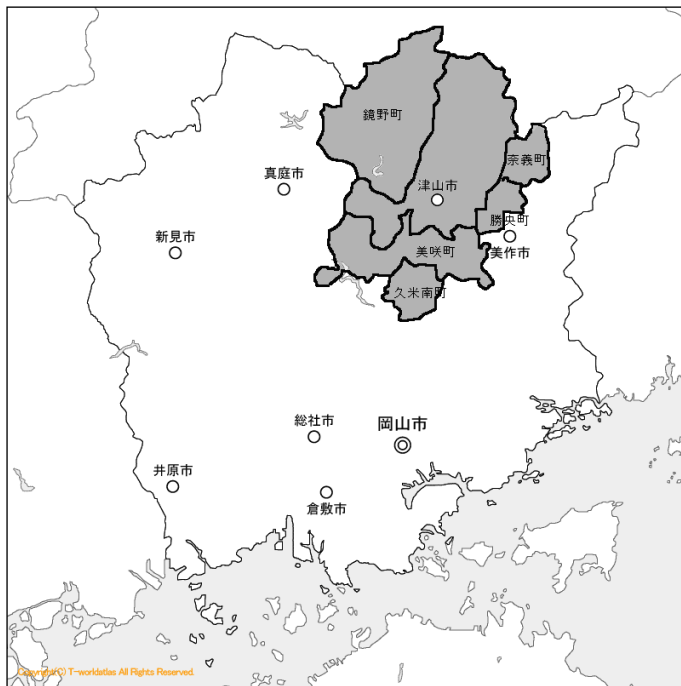 鏡野町
奈義町
真庭市
津山市
勝央町
新見市
美咲町
美作市
久米南町
総社市
岡山市
井原市
倉敷市
Copyright(C) T-worldatlas All Rights Reserved.